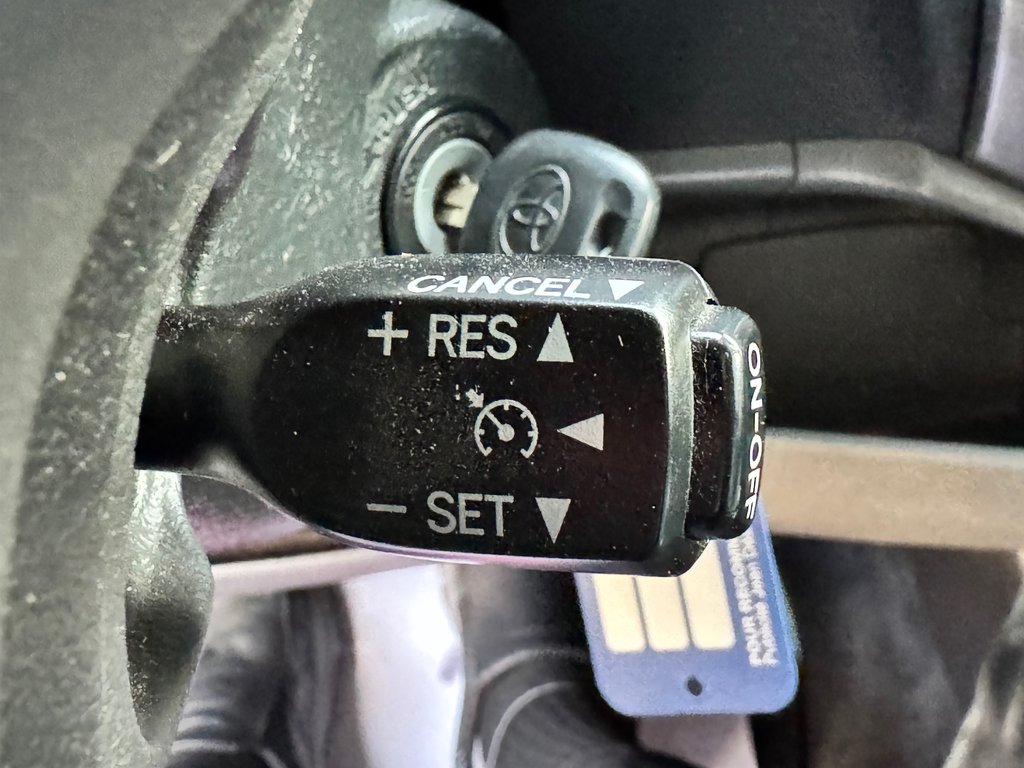 CANCEL
+ RES
− SET
ON-OFF